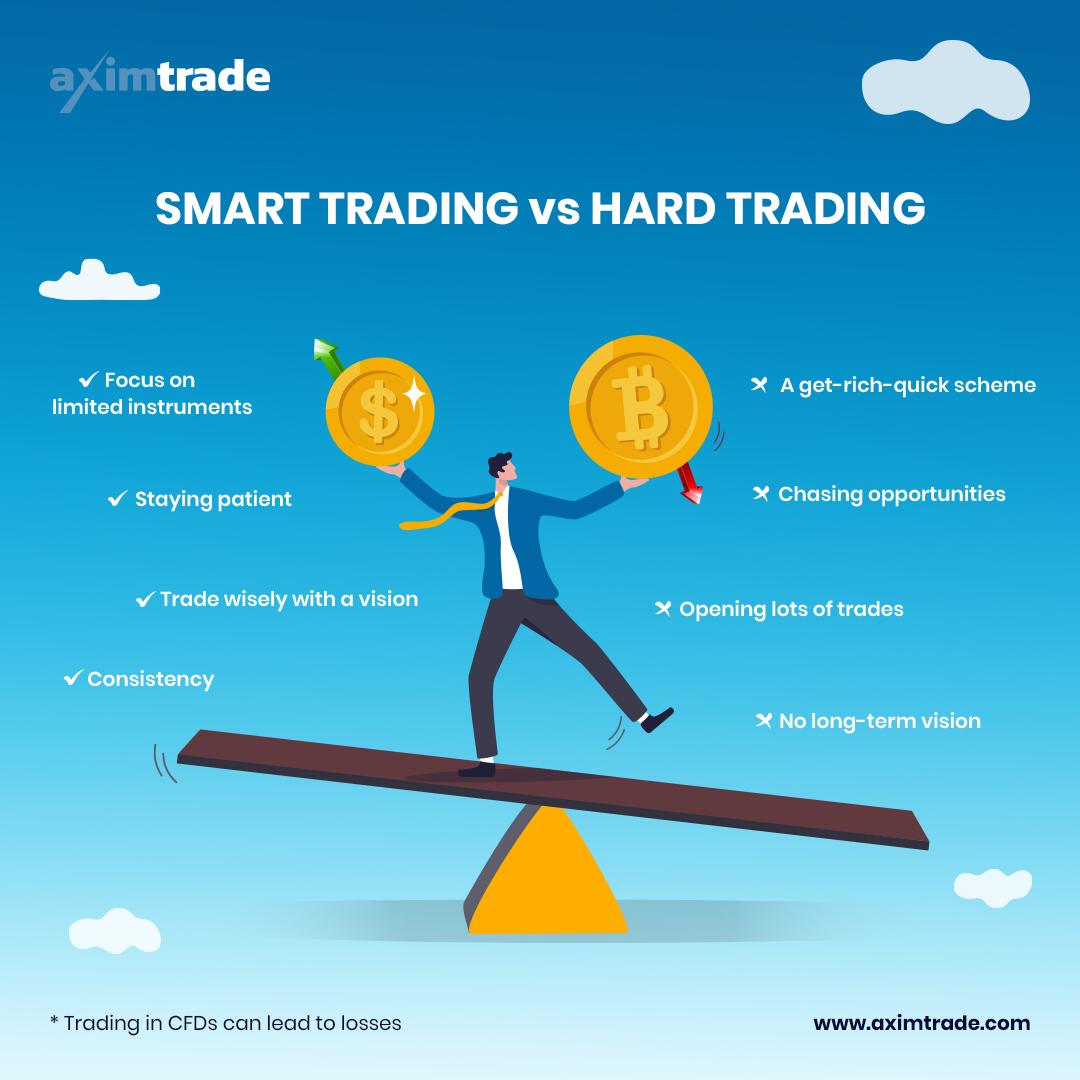 aximtrade
SMART TRADING vs HARD TRADING
Focus on
limited instruments
Staying patient
Trade wisely with a vision
Consistency
$
₿
A get-rich-quick scheme
Chasing opportunities
Opening lots of trades
No long-term vision
* Trading in CFDs can lead to losses
www.aximtrade.com